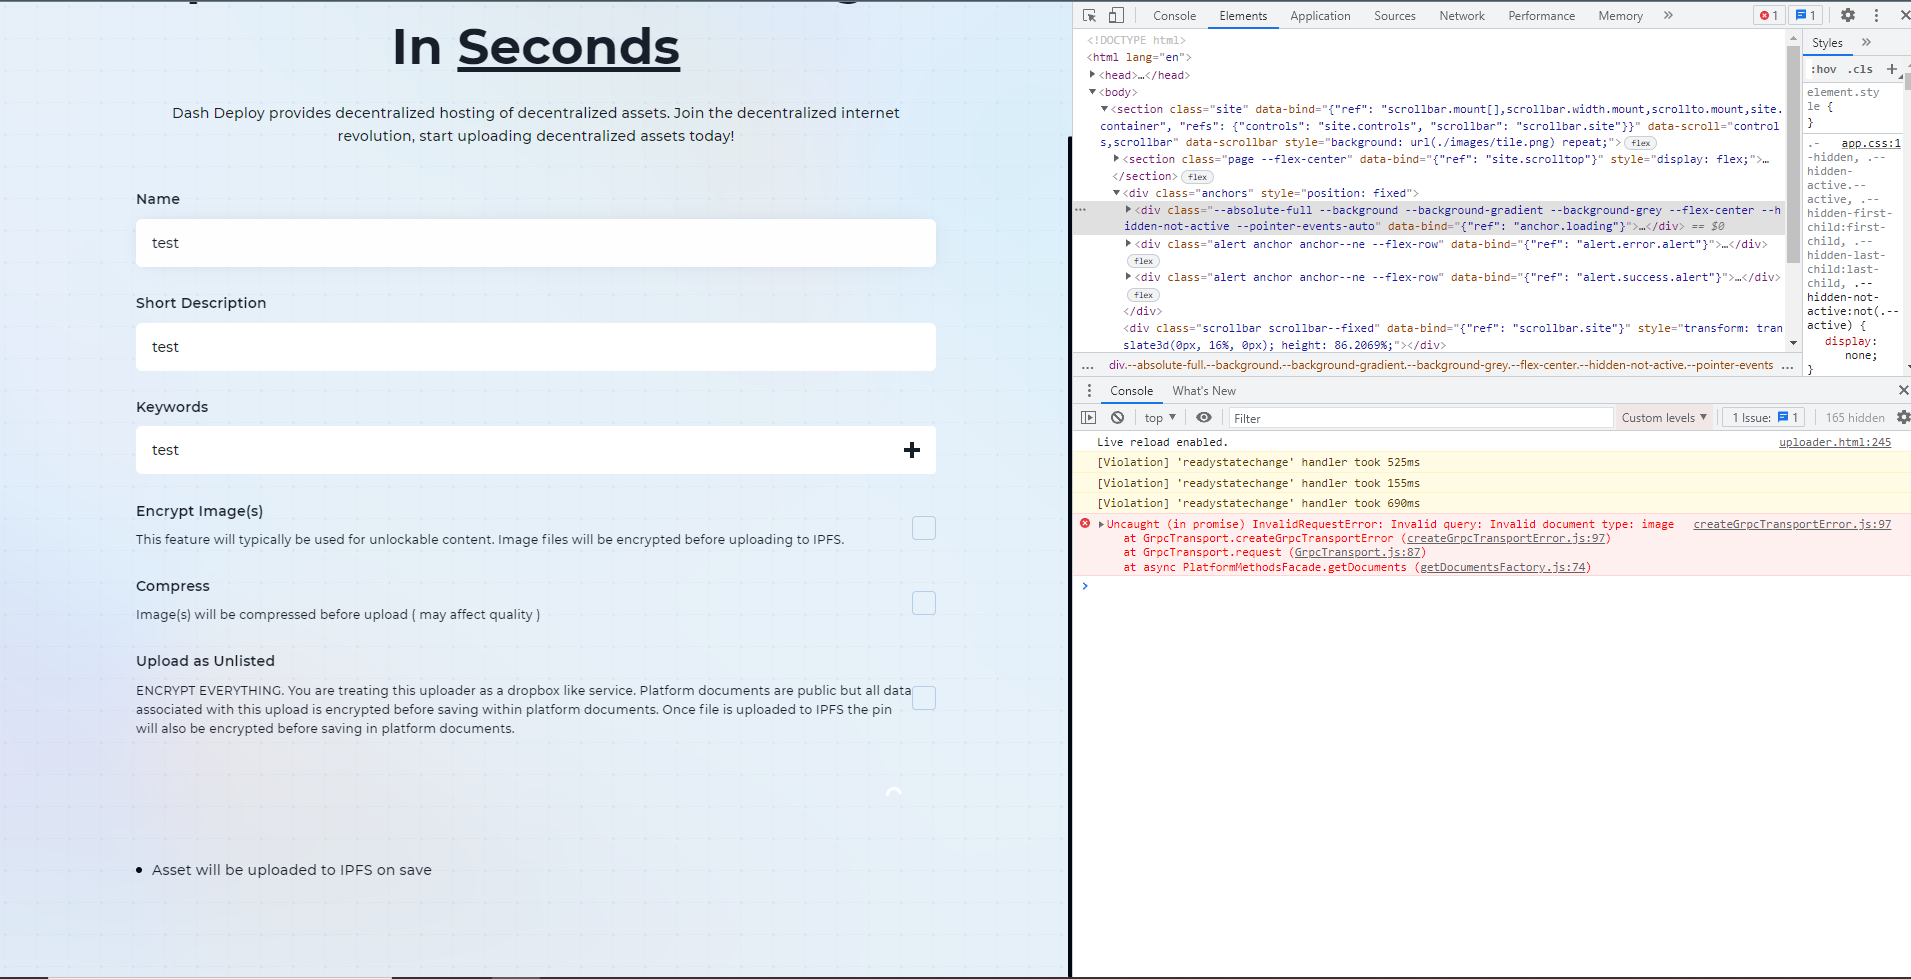 In Seconds
Dash Deploy provides decentralized hosting of decentralized assets. Join the decentralized internet
revolution, start uploading decentralized assets today!
Name
test
Short Description
test
Keywords
test
Encrypt Image(s)
This feature will typically be used for unlockable content. Image files will be encrypted before uploading to IPFS.
Compress
Image(s) will be compressed before upload ( may affect quality )
Upload as Unlisted
ENCRYPT EVERYTHING. You are treating this uploader as a dropbox like service. Platform documents are public but all data
associated with this upload is encrypted before saving within platform documents. Once file is uploaded to IPFS the pin
will also be encrypted before saving in platform documents.
Asset will be uploaded to IPFS on save
Console Elements Application Sources Network Performance Memory » 1 1
<!DOCTYPE html>
<html lang="en">
<head>…</head>
<body>
<section class="site" data-bind="{"ref": "scrollbar.mount[],scrollbar.width.mount,scrollto.mount,site.
container", "refs": {"controls": "site.controls", "scrollbar": "scrollbar.site"}}" data-scroll="control
s,scrollbar" data-scrollbar style="background: url(./images/tile.png) repeat;"> flex
<section class="page --flex-center" data-bind="{"ref": "site.scrolltop"}" style="display: flex;">…
</section> flex
<div class="anchors" style="position: fixed">
… <div class="--absolute-full --background --background-gradient --background-grey --flex-center --h
idden-not-active --pointer-events-auto" data-bind="{"ref": "anchor.loading"}">…</div> == $0
<div class="alert anchor anchor--ne --flex-row" data-bind="{"ref": "alert.error.alert"}">…</div>
flex
<div class="alert anchor anchor--ne --flex-row" data-bind="{"ref": "alert.success.alert"}">…</div>
flex
</div>
<div class="scrollbar scrollbar--fixed" data-bind="{"ref": "scrollbar.site"}" style="transform: tran
slate3d(0px, 16%, 0px); height: 86.2069%;"></div>
… div.--absolute-full.--background.--background-gradient.--background-grey.--flex-center.--hidden-not-active.--pointer-events …
Styles »
:hov .cls +
element.sty
le {
}
.- app.css:1
-hidden, .--
hidden-
active.--
active, .--
hidden-first-
child:first-
child, .--
hidden-last-
child:last-
child, .--
hidden-not-
active:not(.--
active) {
display:
none;
}
Console What's New
top ▼ Filter Custom levels ▼ 1 Issue: 1 165 hidden
Live reload enabled. uploader.html:245
[Violation] 'readystatechange' handler took 525ms
[Violation] 'readystatechange' handler took 155ms
[Violation] 'readystatechange' handler took 690ms
Uncaught (in promise) InvalidRequestError: Invalid query: Invalid document type: image createGrpcTransportError.js:97
at GrpcTransport.createGrpcTransportError (createGrpcTransportError.js:97)
at GrpcTransport.request (GrpcTransport.js:87)
at async PlatformMethodsFacade.getDocuments (getDocumentsFactory.js:74)